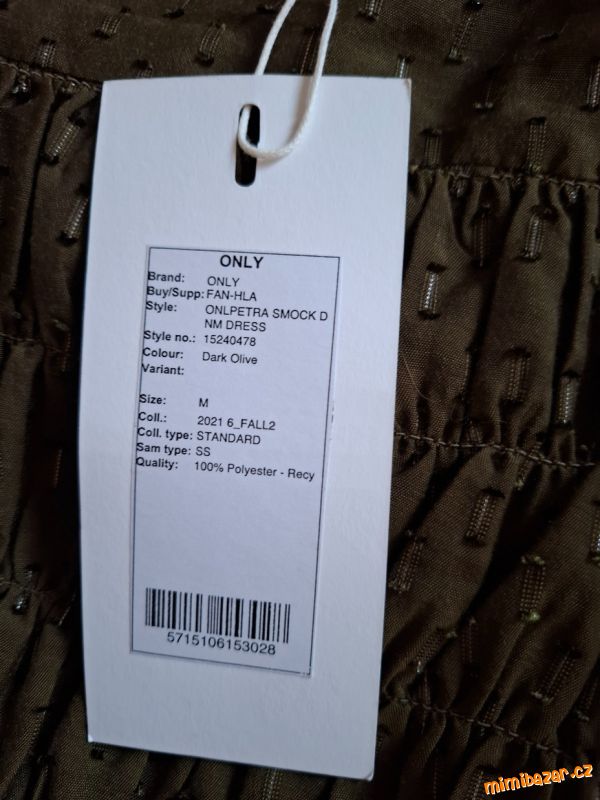 ONLY
Brand: ONLY
Buy/Supp: FAN-HLA
Style: ONLPETRA SMOCK D
NM DRESS
Style no.: 15240478
Colour: Dark Olive
Variant:
Size: M
Coll.: 2021 6_FALL2
Coll. type: STANDARD
Sam type: SS
Quality: 100% Polyester - Recy
5715106153028
mimibazar.cz